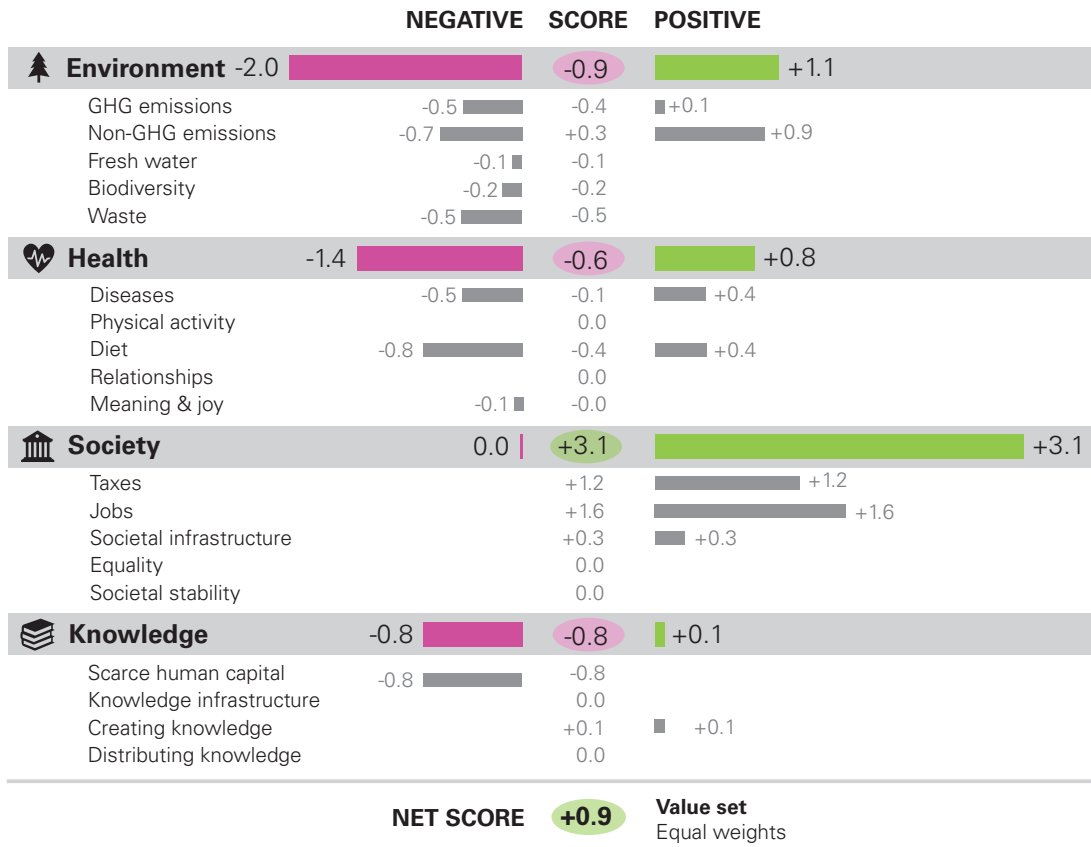 NEGATIVE SCORE POSITIVE
Environment -2.0 -0.9 +1.1
GHG emissions -0.5 -0.4 +0.1
Non-GHG emissions -0.7 +0.3 +0.9
Fresh water -0.1 -0.1
Biodiversity -0.2 -0.2
Waste -0.5 -0.5
Health -1.4 -0.6 +0.8
Diseases -0.5 -0.1 +0.4
Physical activity 0.0
Diet -0.8 -0.4 +0.4
Relationships 0.0
Meaning & joy -0.1 -0.0
Society 0.0 +3.1 +3.1
Taxes +1.2 +1.2
Jobs +1.6 +1.6
Societal infrastructure +0.3 +0.3
Equality 0.0
Societal stability 0.0
Knowledge -0.8 -0.8 +0.1
Scarce human capital -0.8 -0.8
Knowledge infrastructure 0.0
Creating knowledge +0.1 +0.1
Distributing knowledge 0.0
NET SCORE +0.9 Value set
Equal weights